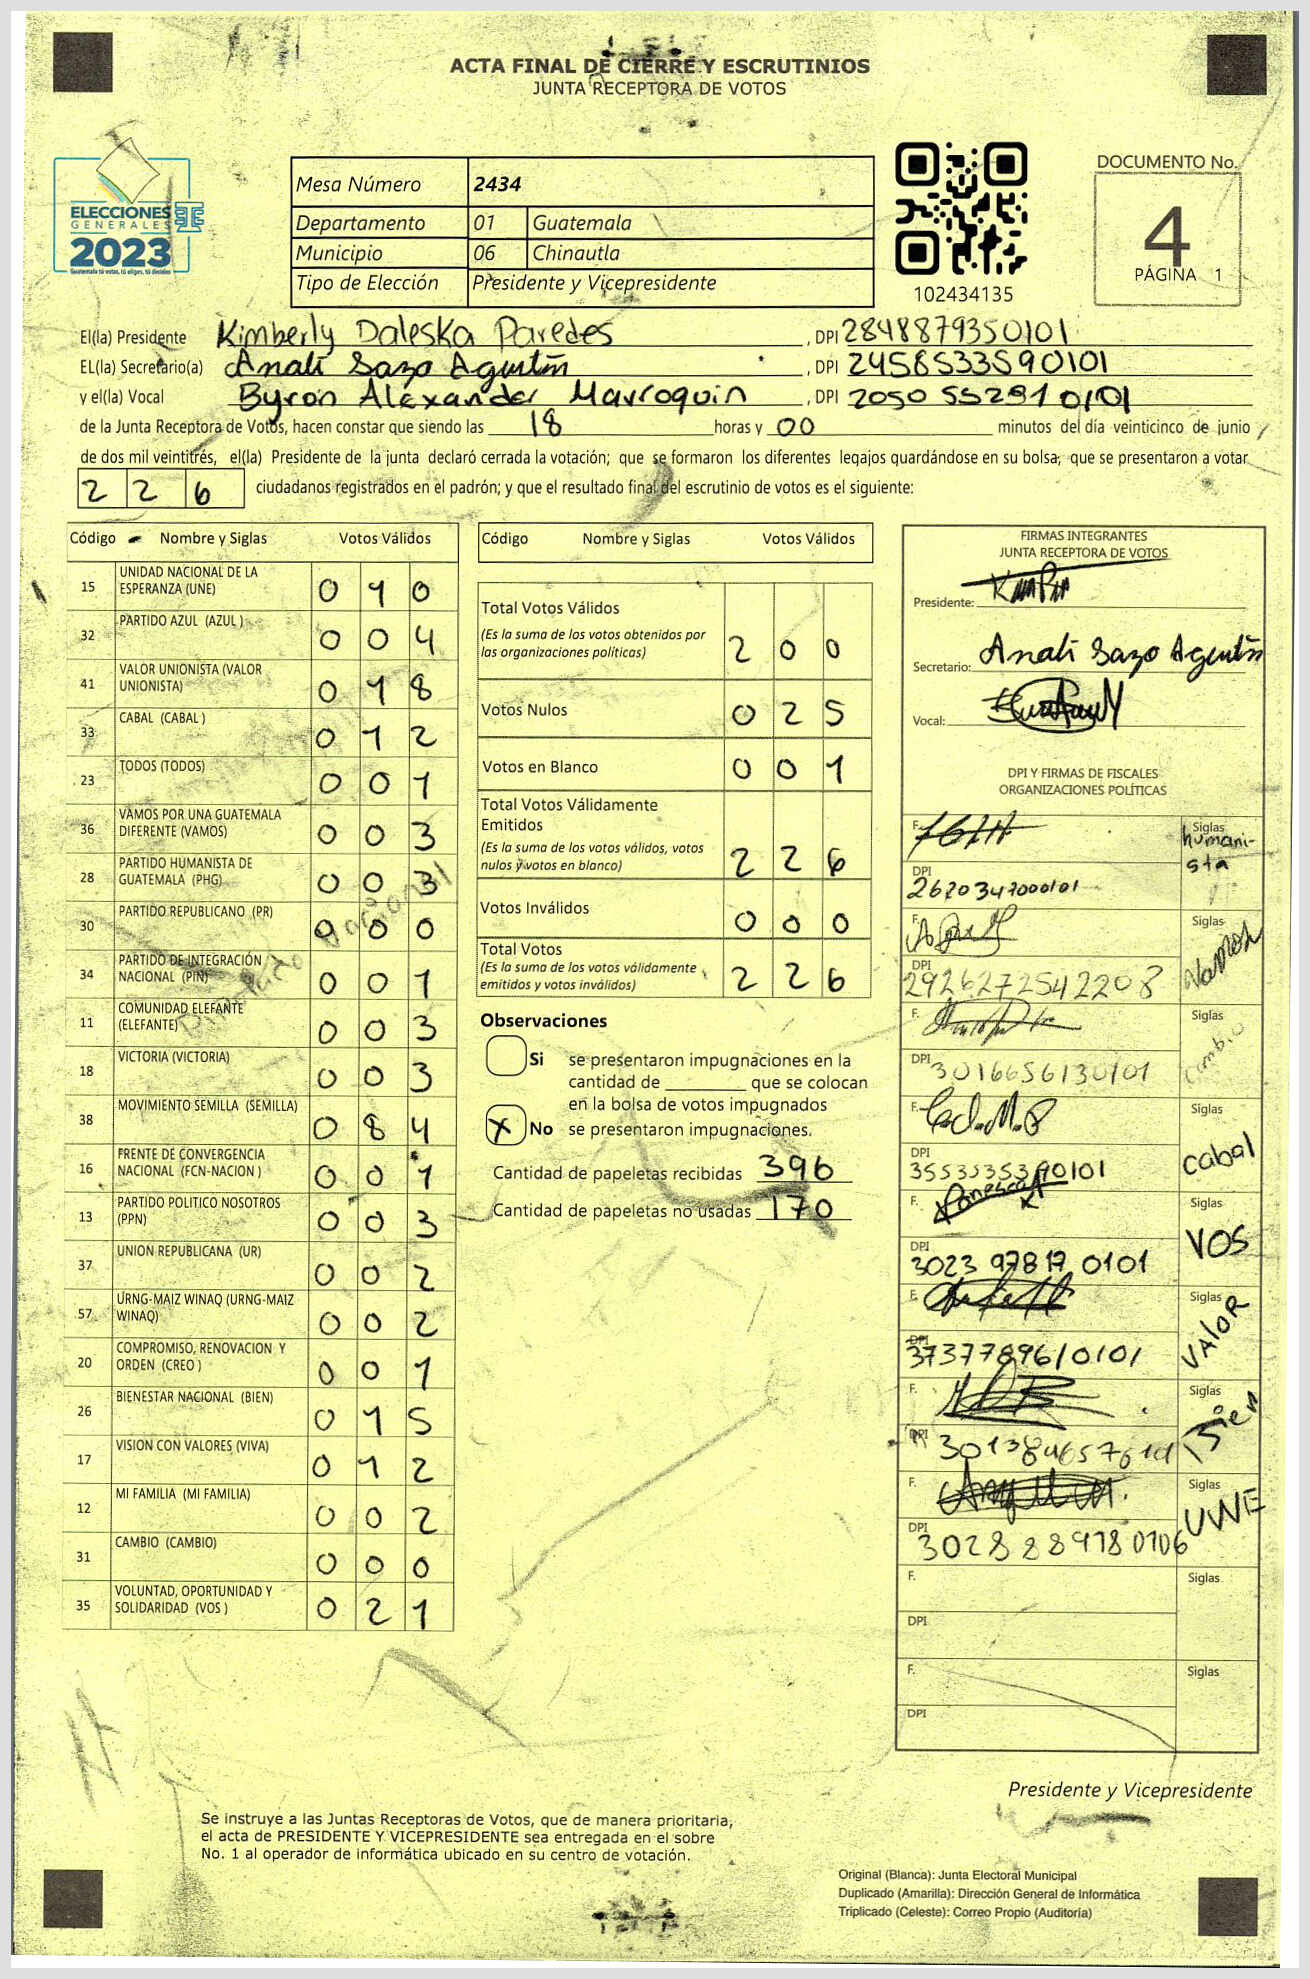 ACTA FINAL DE CIERRE Y ESCRUTINIOS
JUNTA RECEPTORA DE VOTOS
ELECCIONES
GENERALES
2023
Guatemala tú votas, tú eliges, tú decides
Mesa Número 2434
Departamento 01 Guatemala
Municipio 06 Chinautla
Tipo de Elección Presidente y Vicepresidente
102434135
DOCUMENTO No.
4
PÁGINA 1
El(la) Presidente Kimberly Daleska Paredes , DPI 2848879350101
EL(la) Secretario(a) Analí Sazo Agustín , DPI 2458533590101
y el(la) Vocal Byron Alexander Marroquin , DPI 2050 55291 0101
de la Junta Receptora de Votos, hacen constar que siendo las 18 horas y 00 minutos del día veinticinco de junio
de dos mil veintitrés, el(la) Presidente de la junta declaró cerrada la votación; que se formaron los diferentes legajos guardándose en su bolsa; que se presentaron a votar
226 ciudadanos registrados en el padrón; y que el resultado final del escrutinio de votos es el siguiente:
Código Nombre y Siglas Votos Válidos
15 UNIDAD NACIONAL DE LA ESPERANZA (UNE) 0 1 0
32 PARTIDO AZUL (AZUL ) 0 0 4
41 VALOR UNIONISTA (VALOR UNIONISTA) 0 1 8
33 CABAL (CABAL ) 0 1 2
23 TODOS (TODOS) 0 0 1
36 VAMOS POR UNA GUATEMALA DIFERENTE (VAMOS) 0 0 3
28 PARTIDO HUMANISTA DE GUATEMALA (PHG) 0 0 3
30 PARTIDO REPUBLICANO (PR) 0 0 0
34 PARTIDO DE INTEGRACIÓN NACIONAL (PIN) 0 0 1
11 COMUNIDAD ELEFANTE (ELEFANTE) 0 0 3
18 VICTORIA (VICTORIA) 0 0 3
38 MOVIMIENTO SEMILLA (SEMILLA) 0 8 4
16 FRENTE DE CONVERGENCIA NACIONAL (FCN-NACION ) 0 0 1
13 PARTIDO POLITICO NOSOTROS (PPN) 0 0 3
37 UNION REPUBLICANA (UR) 0 0 2
57 URNG-MAIZ WINAQ (URNG-MAIZ WINAQ) 0 0 2
20 COMPROMISO, RENOVACION Y ORDEN (CREO ) 0 0 1
26 BIENESTAR NACIONAL (BIEN) 0 1 5
17 VISION CON VALORES (VIVA) 0 1 2
12 MI FAMILIA (MI FAMILIA) 0 0 2
31 CAMBIO (CAMBIO) 0 0 0
35 VOLUNTAD, OPORTUNIDAD Y SOLIDARIDAD (VOS ) 0 2 1
Código Nombre y Siglas Votos Válidos
Total Votos Válidos
(Es la suma de los votos obtenidos por las organizaciones politicas) 2 0 0
Votos Nulos 0 2 5
Votos en Blanco 0 0 1
Total Votos Válidamente Emitidos
(Es la suma de los votos válidos, votos nulos y votos en blanco) 2 2 6
Votos Inválidos 0 0 0
Total Votos
(Es la suma de los votos válidamente emitidos y votos inválidos) 2 2 6
Observaciones
Si se presentaron impugnaciones en la
cantidad de ________ que se colocan
en la bolsa de votos impugnados
X No se presentaron impugnaciones.
Cantidad de papeletas recibidas 396
Cantidad de papeletas no usadas 170
FIRMAS INTEGRANTES
JUNTA RECEPTORA DE VOTOS
Presidente:
Secretario: Analí Sazo Agustín
Vocal:
DPI Y FIRMAS DE FISCALES
ORGANIZACIONES POLÍTICAS
F. Siglas humanista
DPI 2620347000101
F. Siglas Vamos
DPI 2926272542208
F. Siglas Cambio
DPI 3016656130101
F. Siglas Cabal
DPI
F. Siglas VOS
DPI 3023 97817 0101
F. Siglas VALOR
DPI 3737789610101
F. Siglas Bien
DPI
F. Siglas UNE
DPI 3028 88978 0106
F. Siglas
DPI
F. Siglas
DPI
Presidente y Vicepresidente
Se instruye a las Juntas Receptoras de Votos, que de manera prioritaria,
el acta de PRESIDENTE Y VICEPRESIDENTE sea entregada en el sobre
No. 1 al operador de informática ubicado en su centro de votación.
Original (Blanca): Junta Electoral Municipal
Duplicado (Amarilla): Dirección General de Informática
Triplicado (Celeste): Correo Propio (Auditoría)